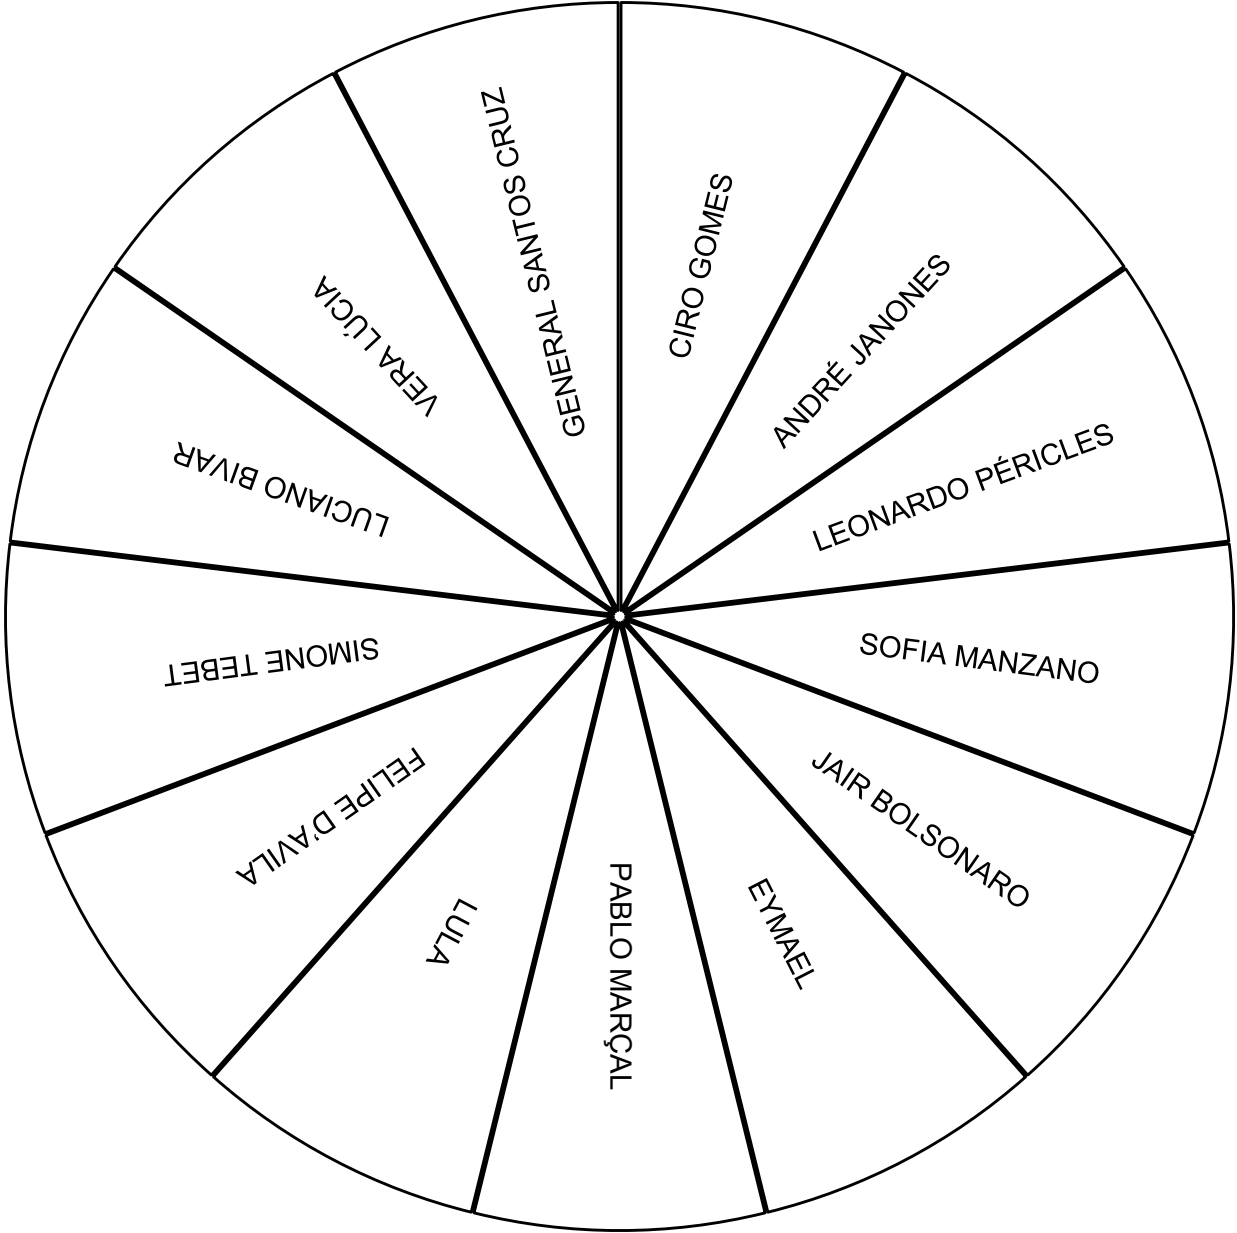 CIRO GOMES
ANDRÉ JANONES
LEONARDO PÉRICLES
SOFIA MANZANO
JAIR BOLSONARO
EYMAEL
PABLO MARÇAL
LULA
FELIPE D'AVILA
SIMONE TEBET
LUCIANO BIVAR
VERA LÚCIA
GENERAL SANTOS CRUZ